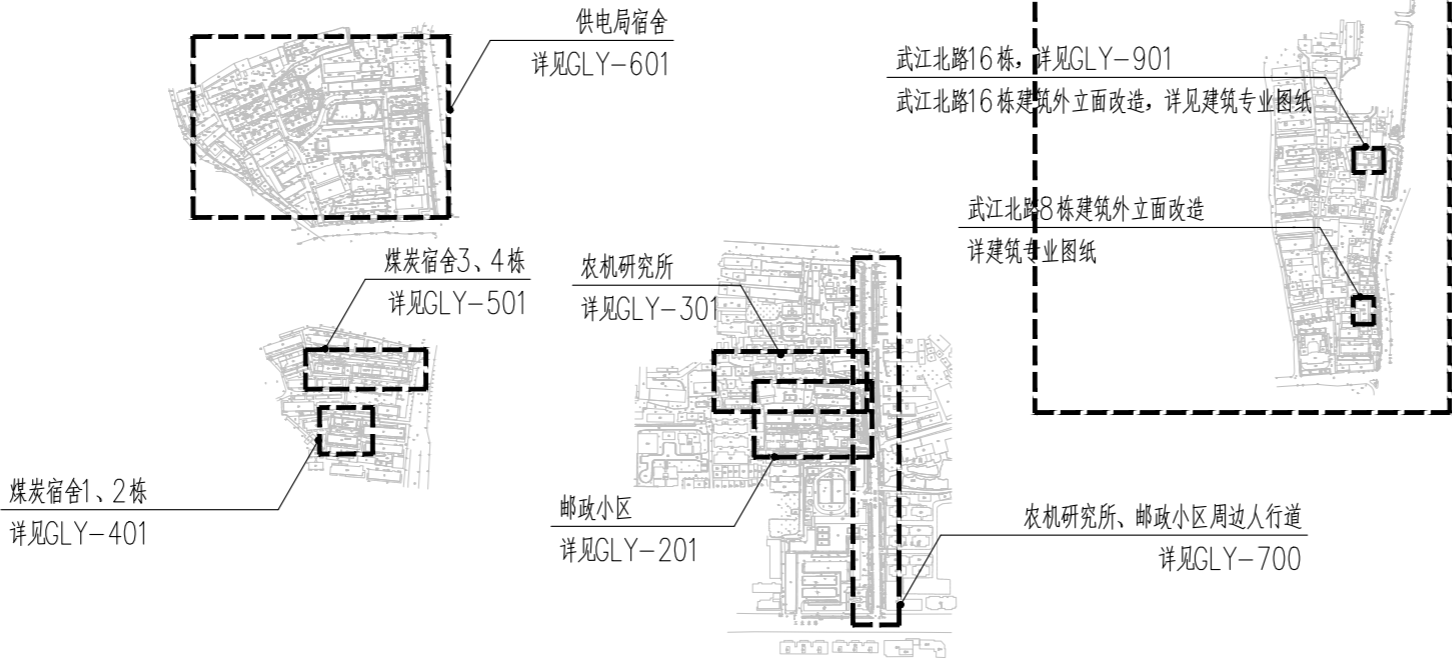 供电局宿舍
详见GLY-601
武江北路16栋，详见GLY-901
武江北路16栋建筑外立面改造，详见建筑专业图纸
武江北路8栋建筑外立面改造
详建筑专业图纸
煤炭宿舍3、4栋
详见GLY-501
农机研究所
详见GLY-301
煤炭宿舍1、2栋
详见GLY-401
邮政小区
详见GLY-201
农机研究所、邮政小区周边人行道
详见GLY-700